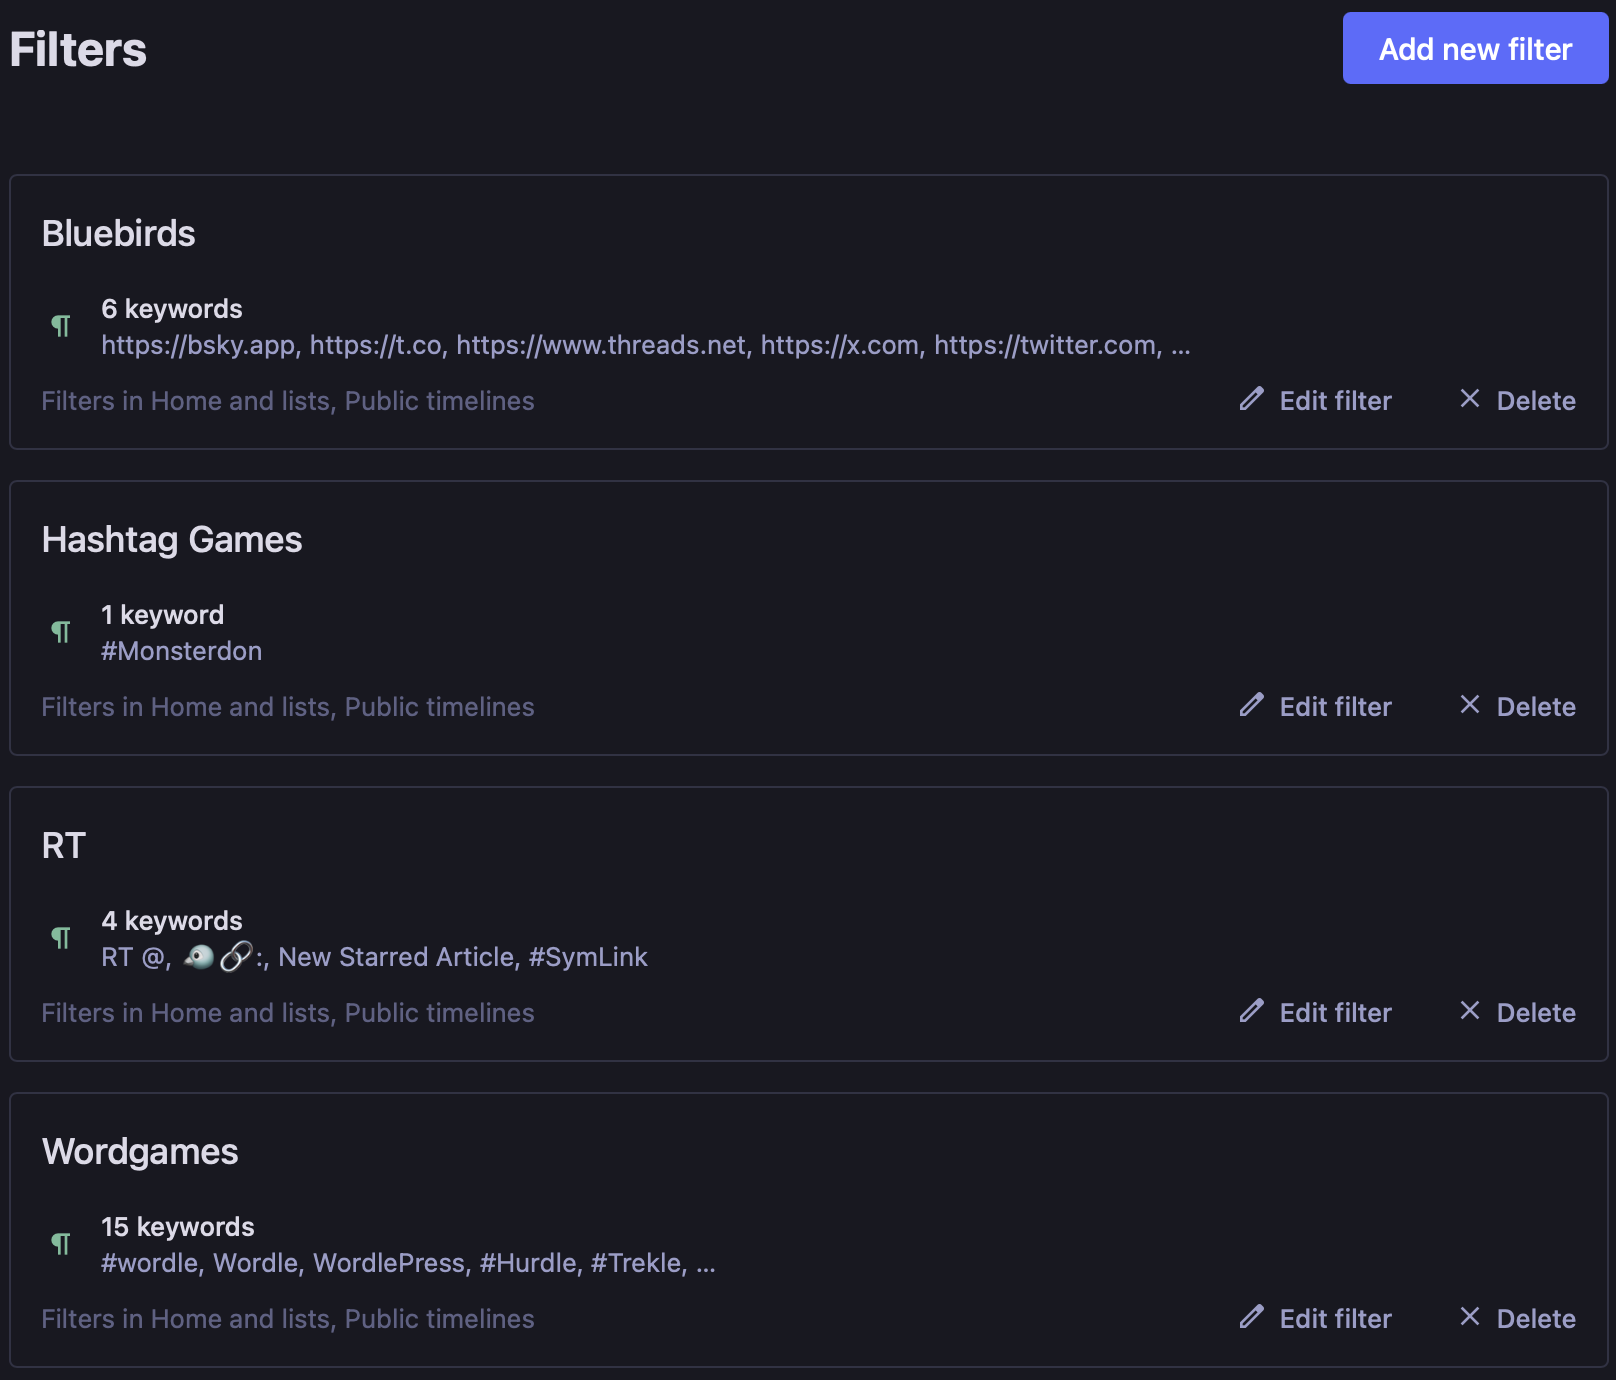 Filters
Add new filter
Bluebirds
¶
6 keywords
https://bsky.app, https://t.co, https://www.threads.net, https://x.com, https://twitter.com, ...
Filters in Home and lists, Public timelines
Edit filter
Delete
Hashtag Games
¶
1 keyword
#Monsterdon
Filters in Home and lists, Public timelines
Edit filter
Delete
RT
¶
4 keywords
RT @, 🐦🔗:, New Starred Article, #SymLink
Filters in Home and lists, Public timelines
Edit filter
Delete
Wordgames
¶
15 keywords
#wordle, Wordle, WordlePress, #Hurdle, #Trekle, ...
Filters in Home and lists, Public timelines
Edit filter
Delete